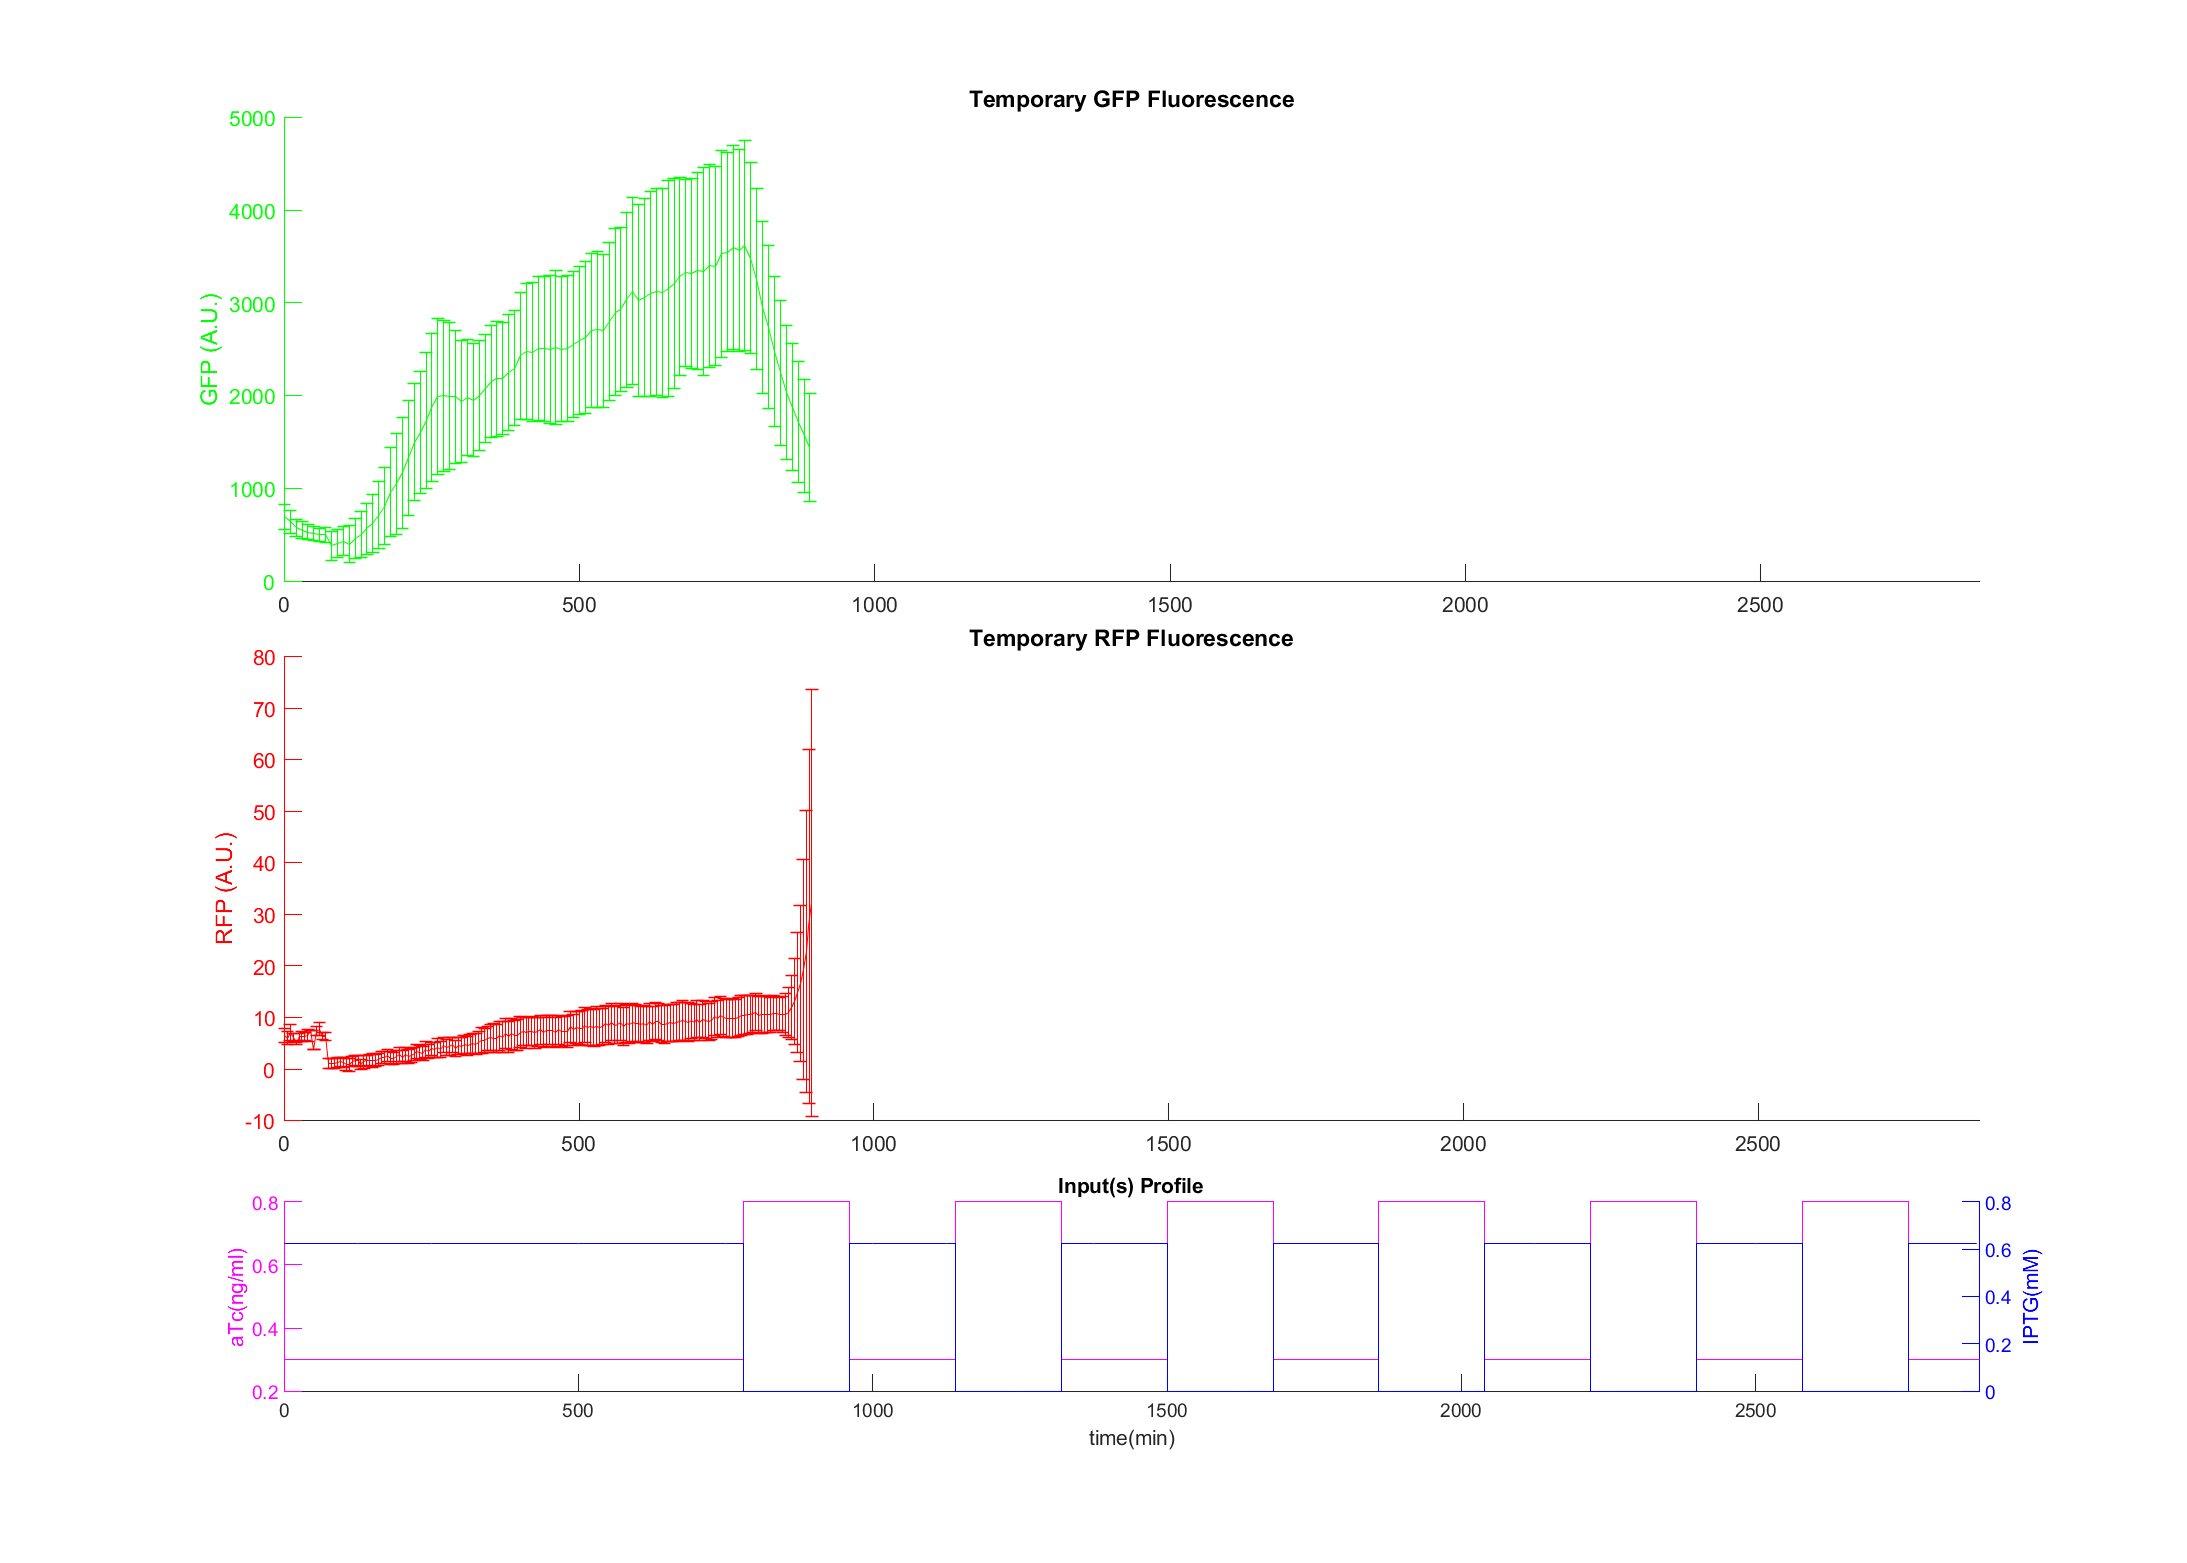 Temporary GFP Fluorescence
5000
4000
3000
2000
1000
0
GFP (A.U.)
0 500 1000 1500 2000 2500
Temporary RFP Fluorescence
80
70
60
50
40
30
20
10
0
-10
RFP (A.U.)
0 500 1000 1500 2000 2500
Input(s) Profile
0.8
0.6
0.4
0.2
aTc(ng/ml)
0.8
0.6
0.4
0.2
0
IPTG(mM)
0 500 1000 1500 2000 2500
time(min)